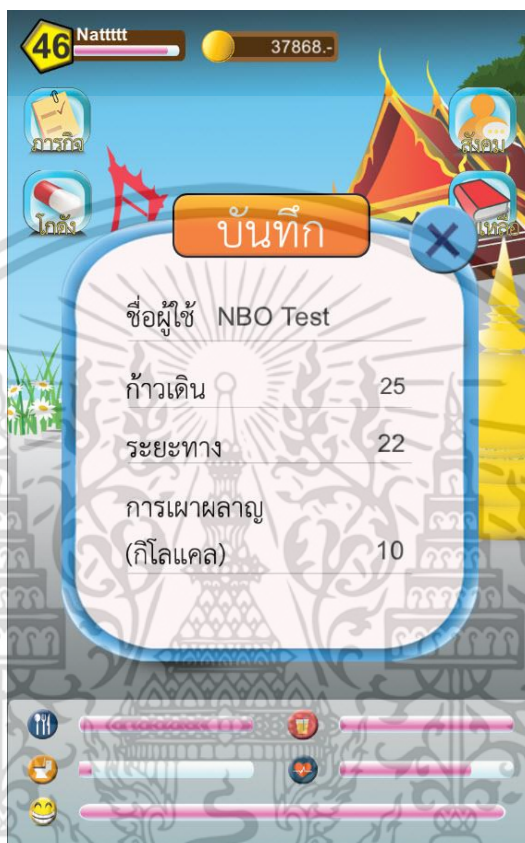 46 Nattttt
37868.-
ภารกิจ
สังคม
โกดัง
บันทึก
ชื่อผู้ใช้ NBO Test
ก้าวเดิน 25
ระยะทาง 22
การเผาผลาญ
(กิโลแคล) 10